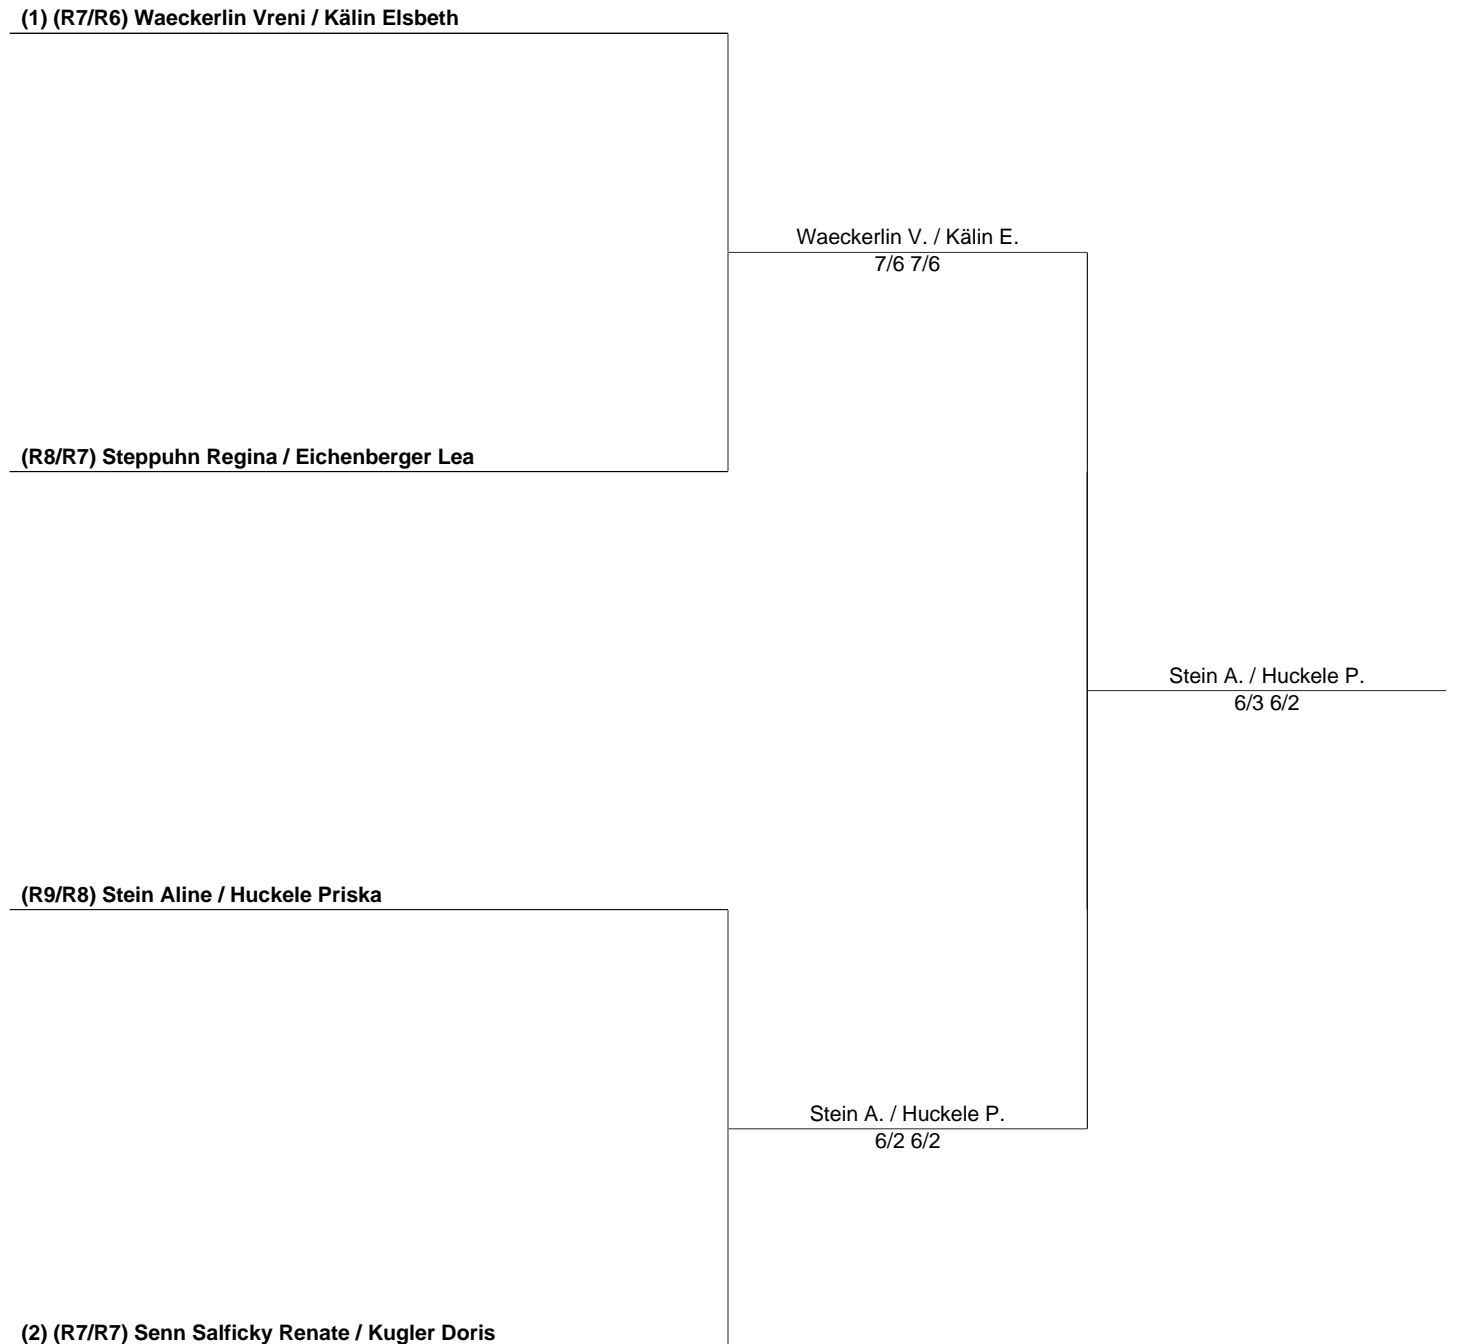 (1) (R7/R6) Waeckerlin Vreni / Kälin Elsbeth
Waeckerlin V. / Kälin E.
7/6 7/6
(R8/R7) Steppuhn Regina / Eichenberger Lea
Stein A. / Huckele P.
6/3 6/2
(R9/R8) Stein Aline / Huckele Priska
Stein A. / Huckele P.
6/2 6/2
(2) (R7/R7) Senn Salficky Renate / Kugler Doris